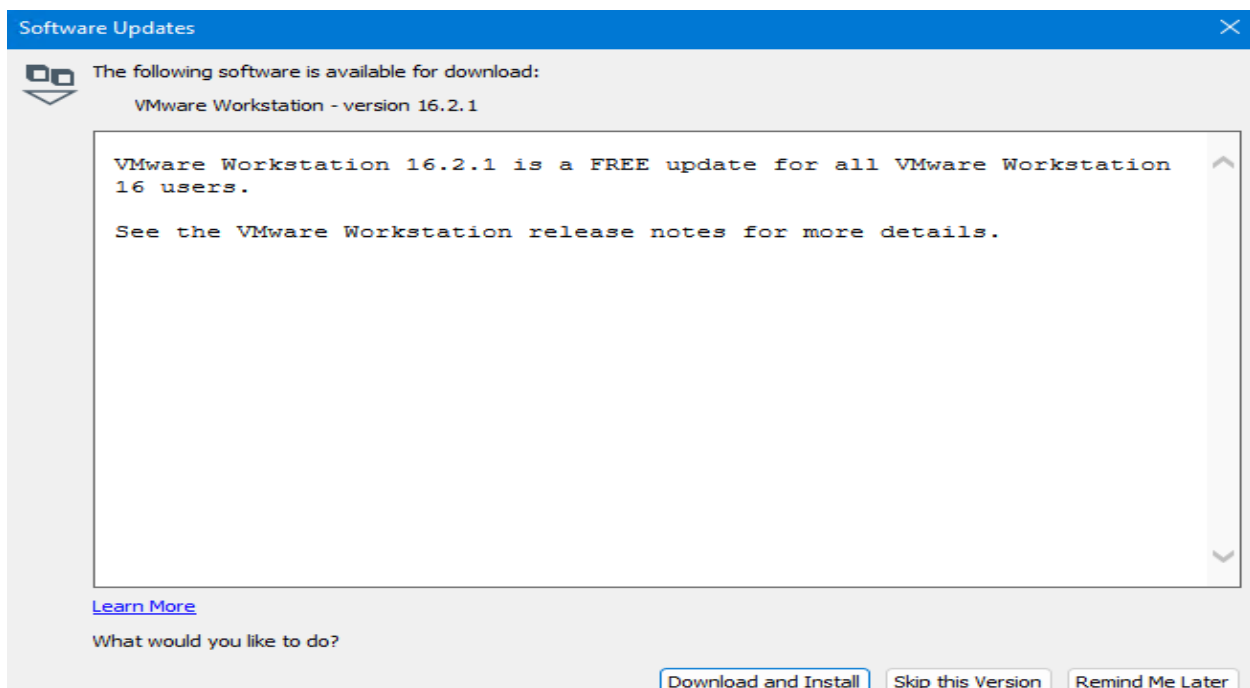 Software Updates
The following software is available for download:
VMware Workstation - version 16.2.1
VMware Workstation 16.2.1 is a FREE update for all VMware Workstation
16 users.
See the VMware Workstation release notes for more details.
Learn More
What would you like to do?
Download and Install Skip this Version Remind Me Later